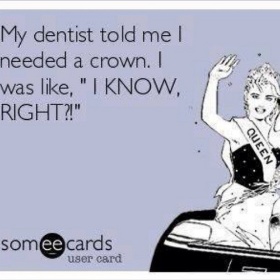 My dentist told me I
needed a crown. I
was like, " I KNOW,
RIGHT?!"
QUEEN
someecards
user card